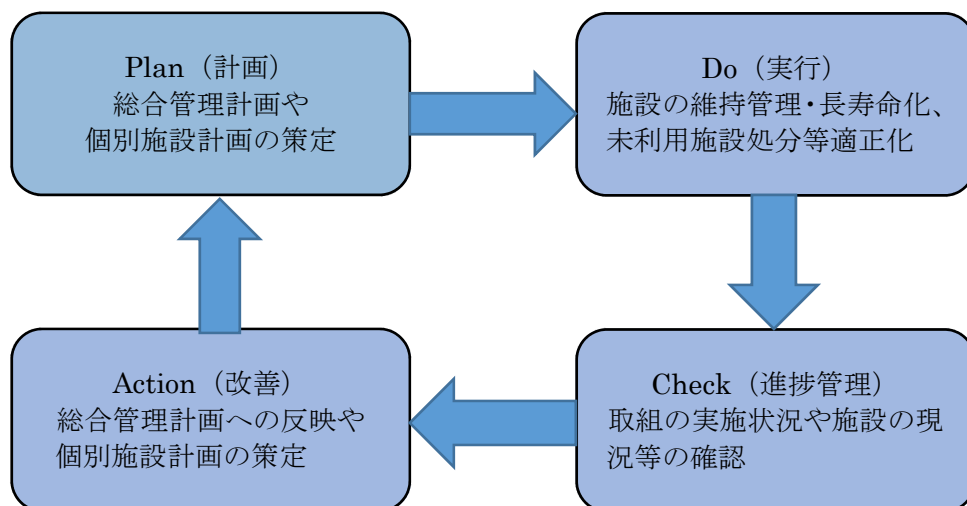 Plan（計画）
総合管理計画や
個別施設計画の策定
Do（実行）
施設の維持管理・長寿命化、
未利用施設処分等適正化
Action（改善）
総合管理計画への反映や
個別施設計画の策定
Check（進捗管理）
取組の実施状況や施設の現
況等の確認